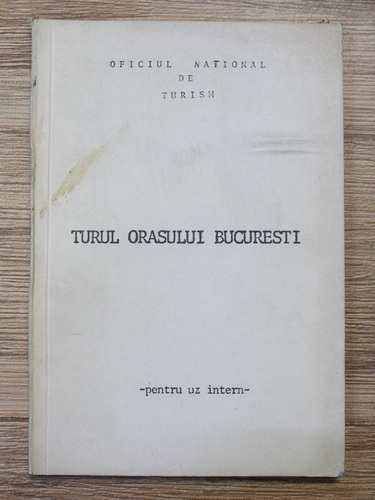 OFICIUL NATIONAL
DE
TURISM
TURUL ORASULUI BUCURESTI
-pentru uz intern-